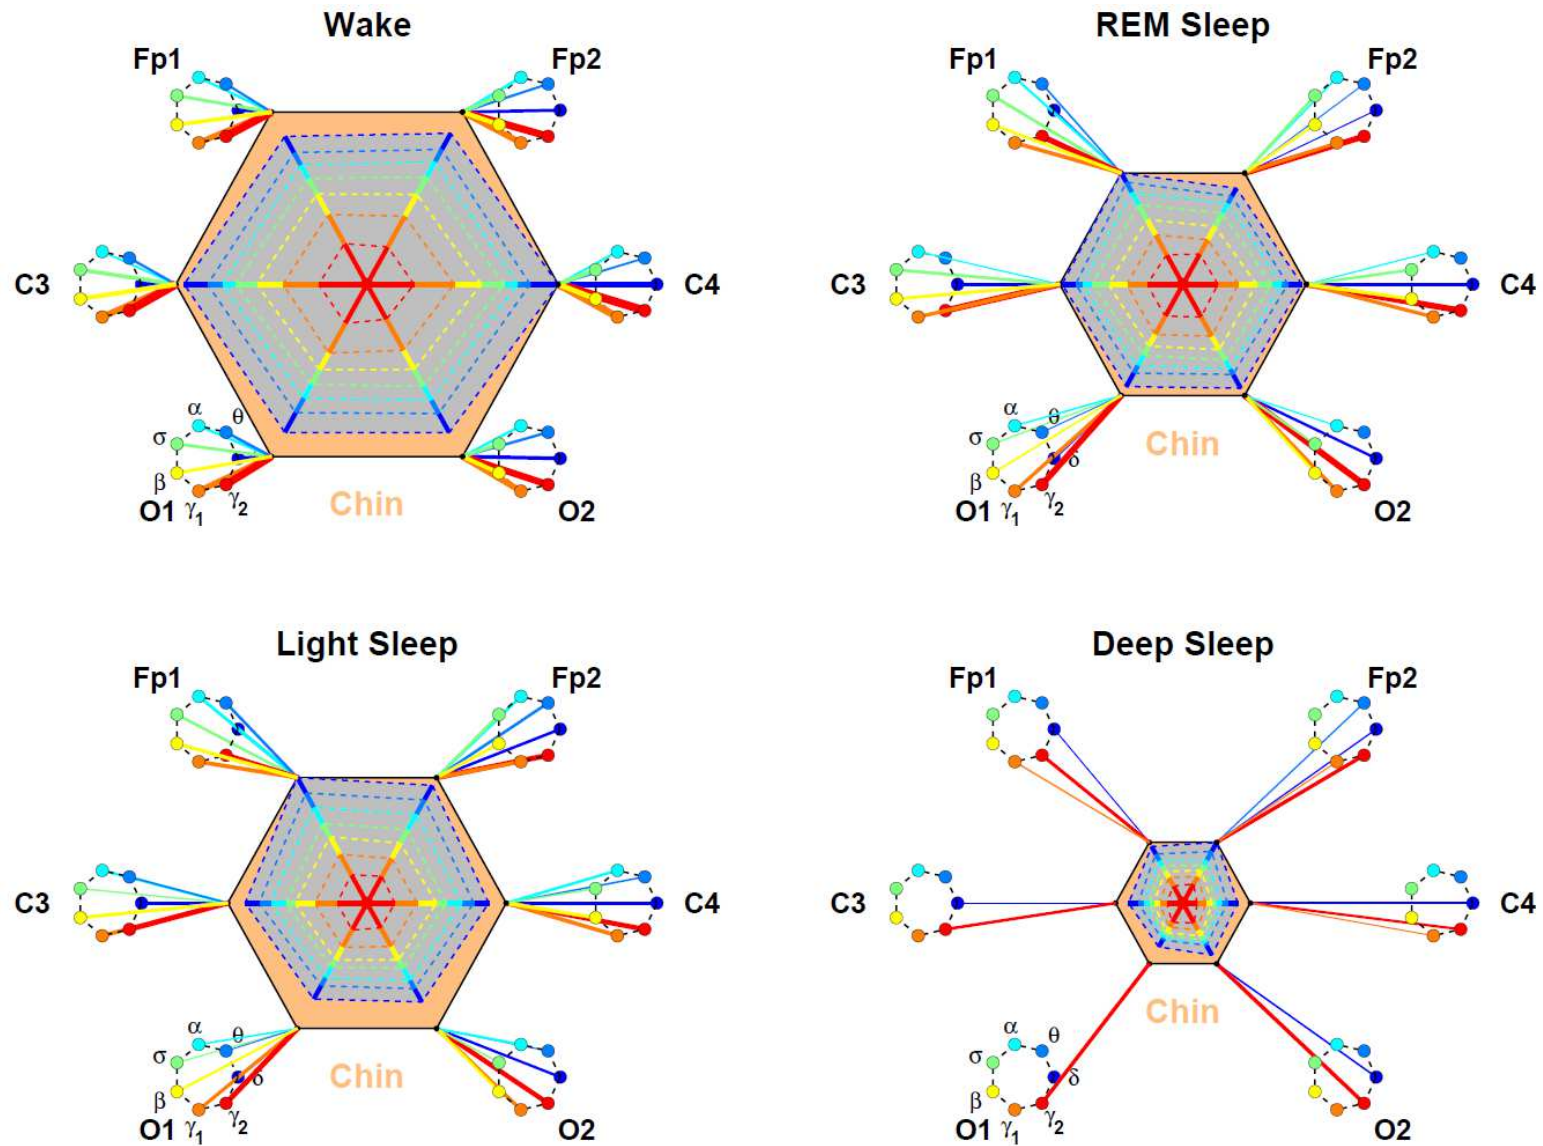 Wake
Fp1 Fp2
C3 C4
α θ
σ
β
O1 γ1 γ2 Chin O2
REM Sleep
Fp1 Fp2
C3 C4
α θ
σ δ
β
O1 γ1 γ2 Chin O2
Light Sleep
Fp1 Fp2
C3 C4
α θ
σ δ
β
O1 γ1 γ2 Chin O2
Deep Sleep
Fp1 Fp2
C3 C4
α θ
σ δ
β
O1 γ1 γ2 Chin O2